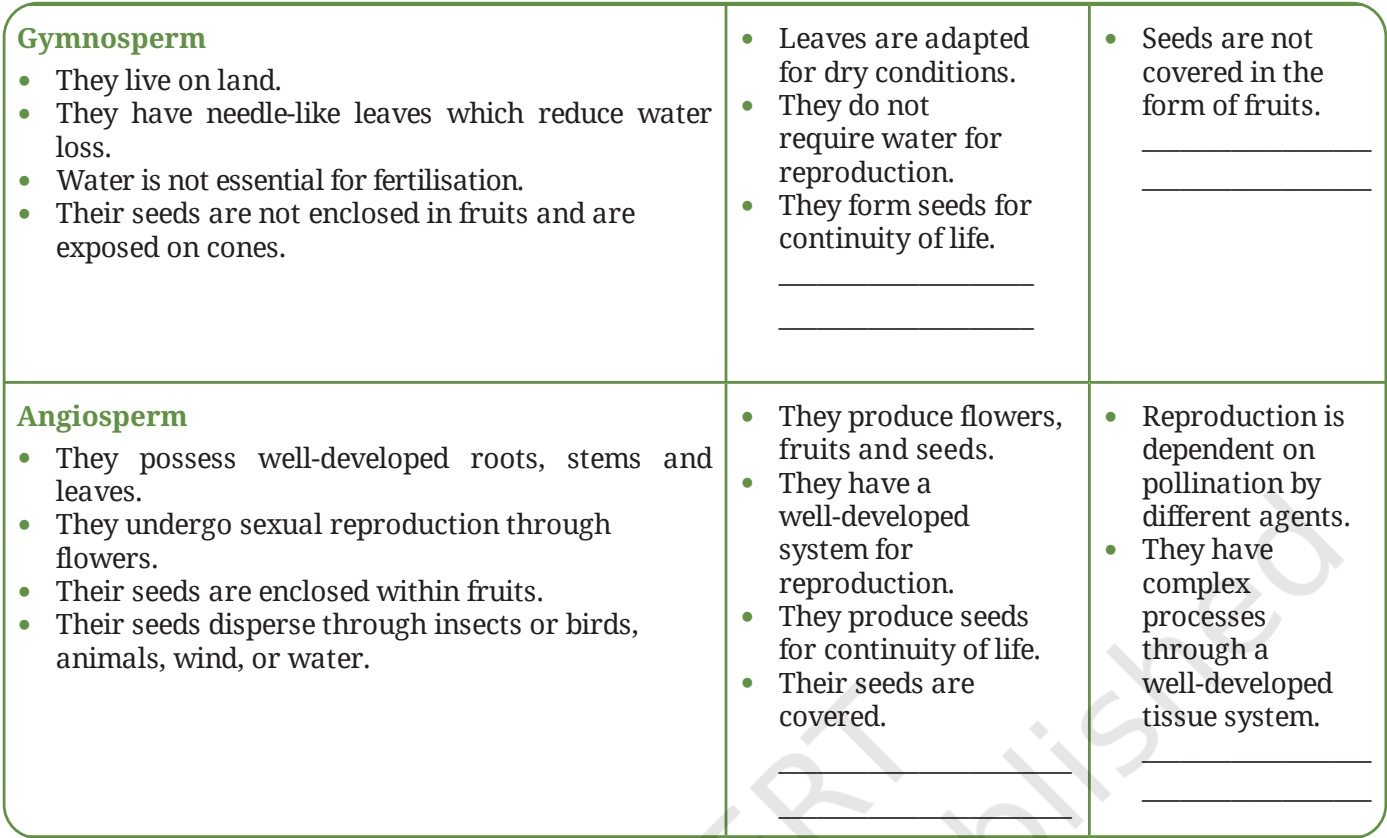 Gymnosperm
• They live on land.
• They have needle-like leaves which reduce water
loss.
• Water is not essential for fertilisation.
• Their seeds are not enclosed in fruits and are
exposed on cones.
• Leaves are adapted
for dry conditions.
• They do not
require water for
reproduction.
• They form seeds for
continuity of life.
• Seeds are not
covered in the
form of fruits.
Angiosperm
• They possess well-developed roots, stems and
leaves.
• They undergo sexual reproduction through
flowers.
• Their seeds are enclosed within fruits.
• Their seeds disperse through insects or birds,
animals, wind, or water.
• They produce flowers,
fruits and seeds.
• They have a
well-developed
system for
reproduction.
• They produce seeds
for continuity of life.
• Their seeds are
covered.
• Reproduction is
dependent on
pollination by
different agents.
• They have
complex
processes
through a
well-developed
tissue system.